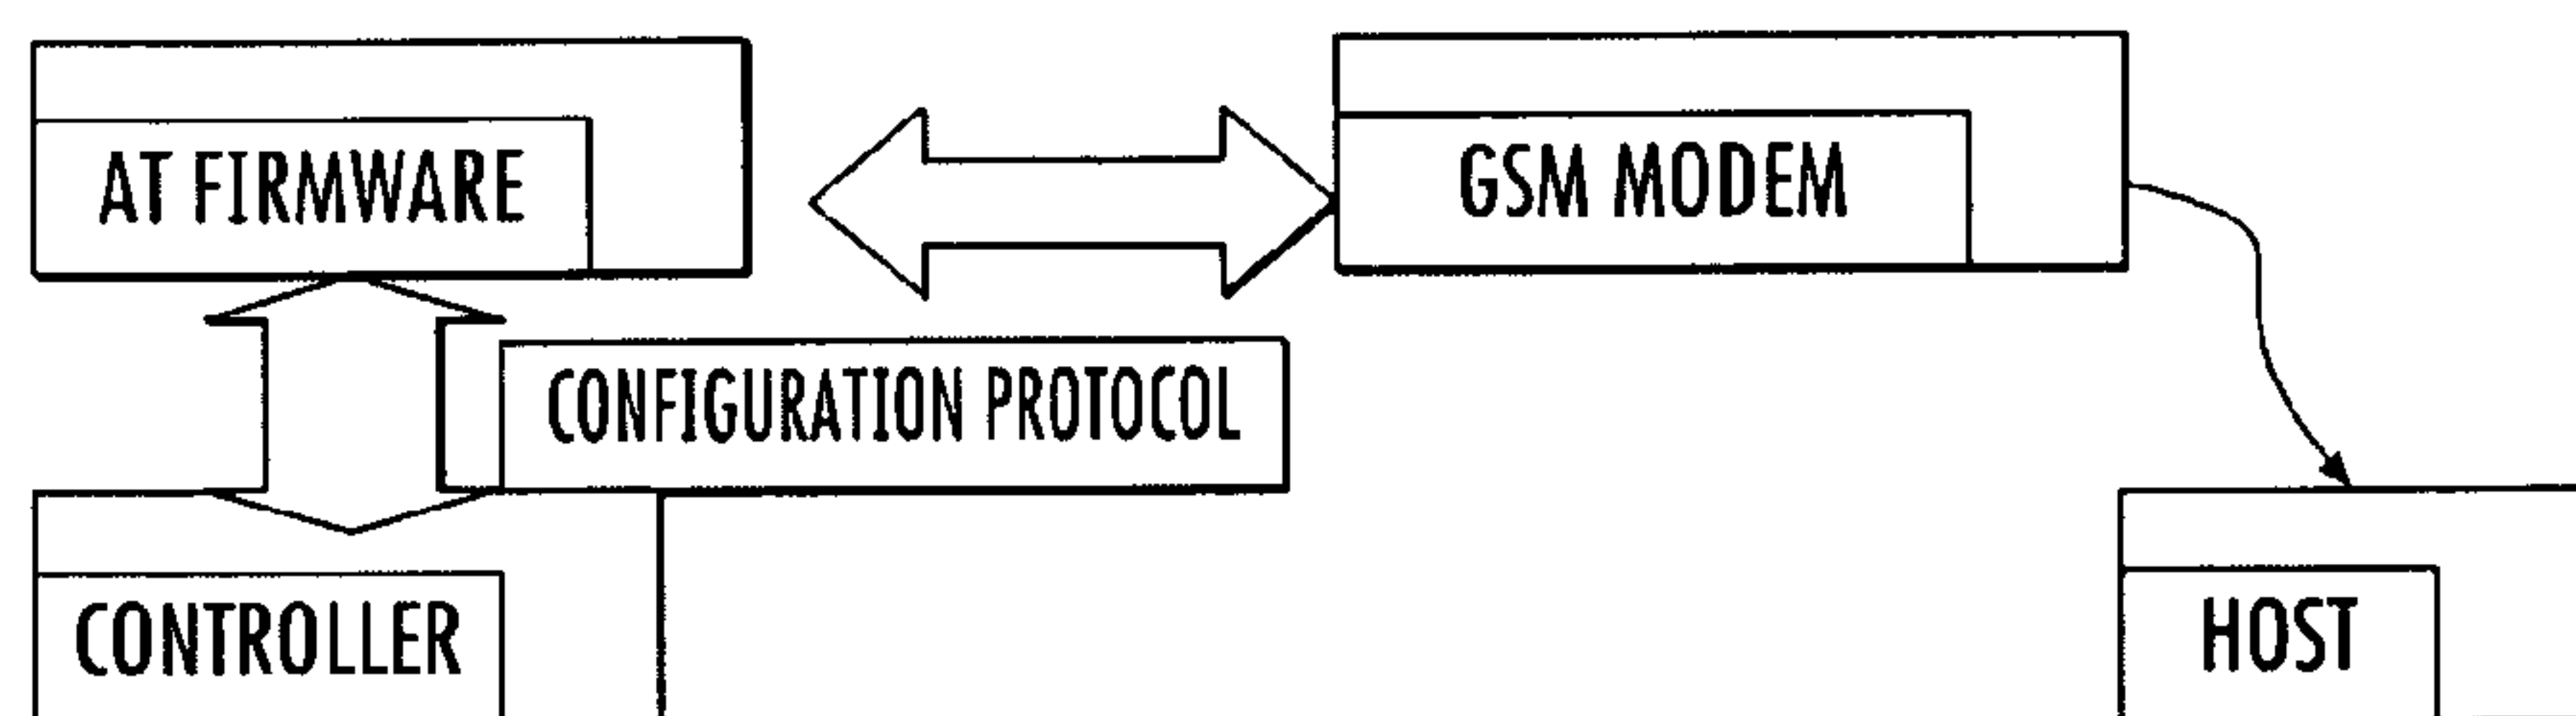 AT FIRMWARE
GSM MODEM
CONFIGURATION PROTOCOL
CONTROLLER
HOST